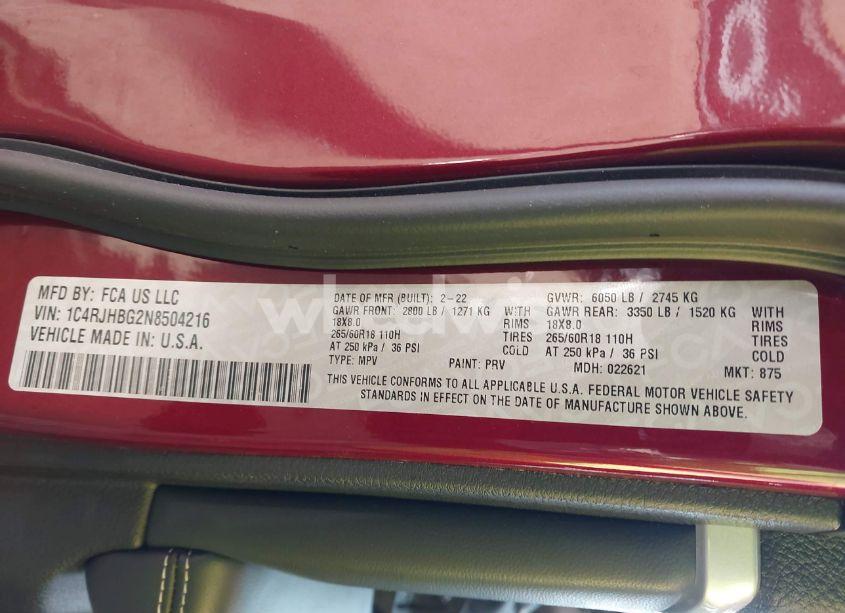 MFD BY: FCA US LLC
VIN: 1C4RJHBG2N8504216
VEHICLE MADE IN U.S.A.
DATE OF MFR (BUILT): 2-22 GVWR: 6050 LB / 2745 KG
GAWR FRONT: 2800 LB / 1271 KG WITH GAWR REAR: 3350 LB / 1520 KG WITH
18X8.0 RIMS 18X8.0 RIMS
265/60R18 110H TIRES 265/60R18 110H TIRES
AT 250 kPa / 36 PSI COLD AT 250 kPa / 36 PSI COLD
TYPE: MPV PAINT: PRV MDH: 022621 MKT: 875
THIS VEHICLE CONFORMS TO ALL APPLICABLE U.S.A. FEDERAL MOTOR VEHICLE SAFETY
STANDARDS IN EFFECT ON THE DATE OF MANUFACTURE SHOWN ABOVE.